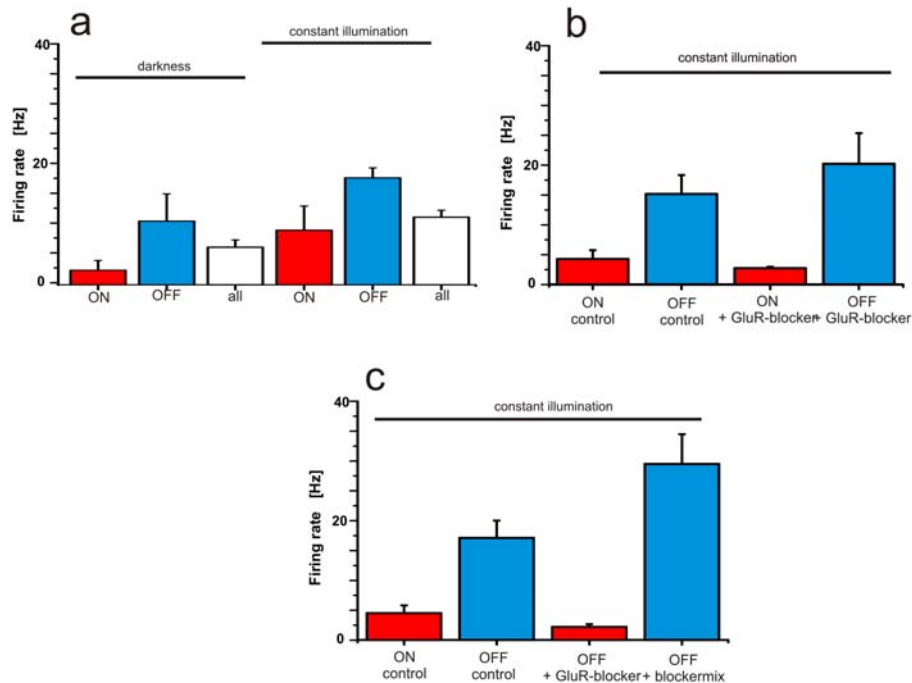 a
constant illumination
darkness
Firing rate [Hz]
40
20
0
ON OFF all ON OFF all
b
constant illumination
Firing rate [Hz]
40
20
0
ON OFF ON OFF
control control + GluR-blocker + GluR-blocker
c
constant illumination
Firing rate [Hz]
40
20
0
ON OFF OFF OFF
control control + GluR-blocker + blockermix